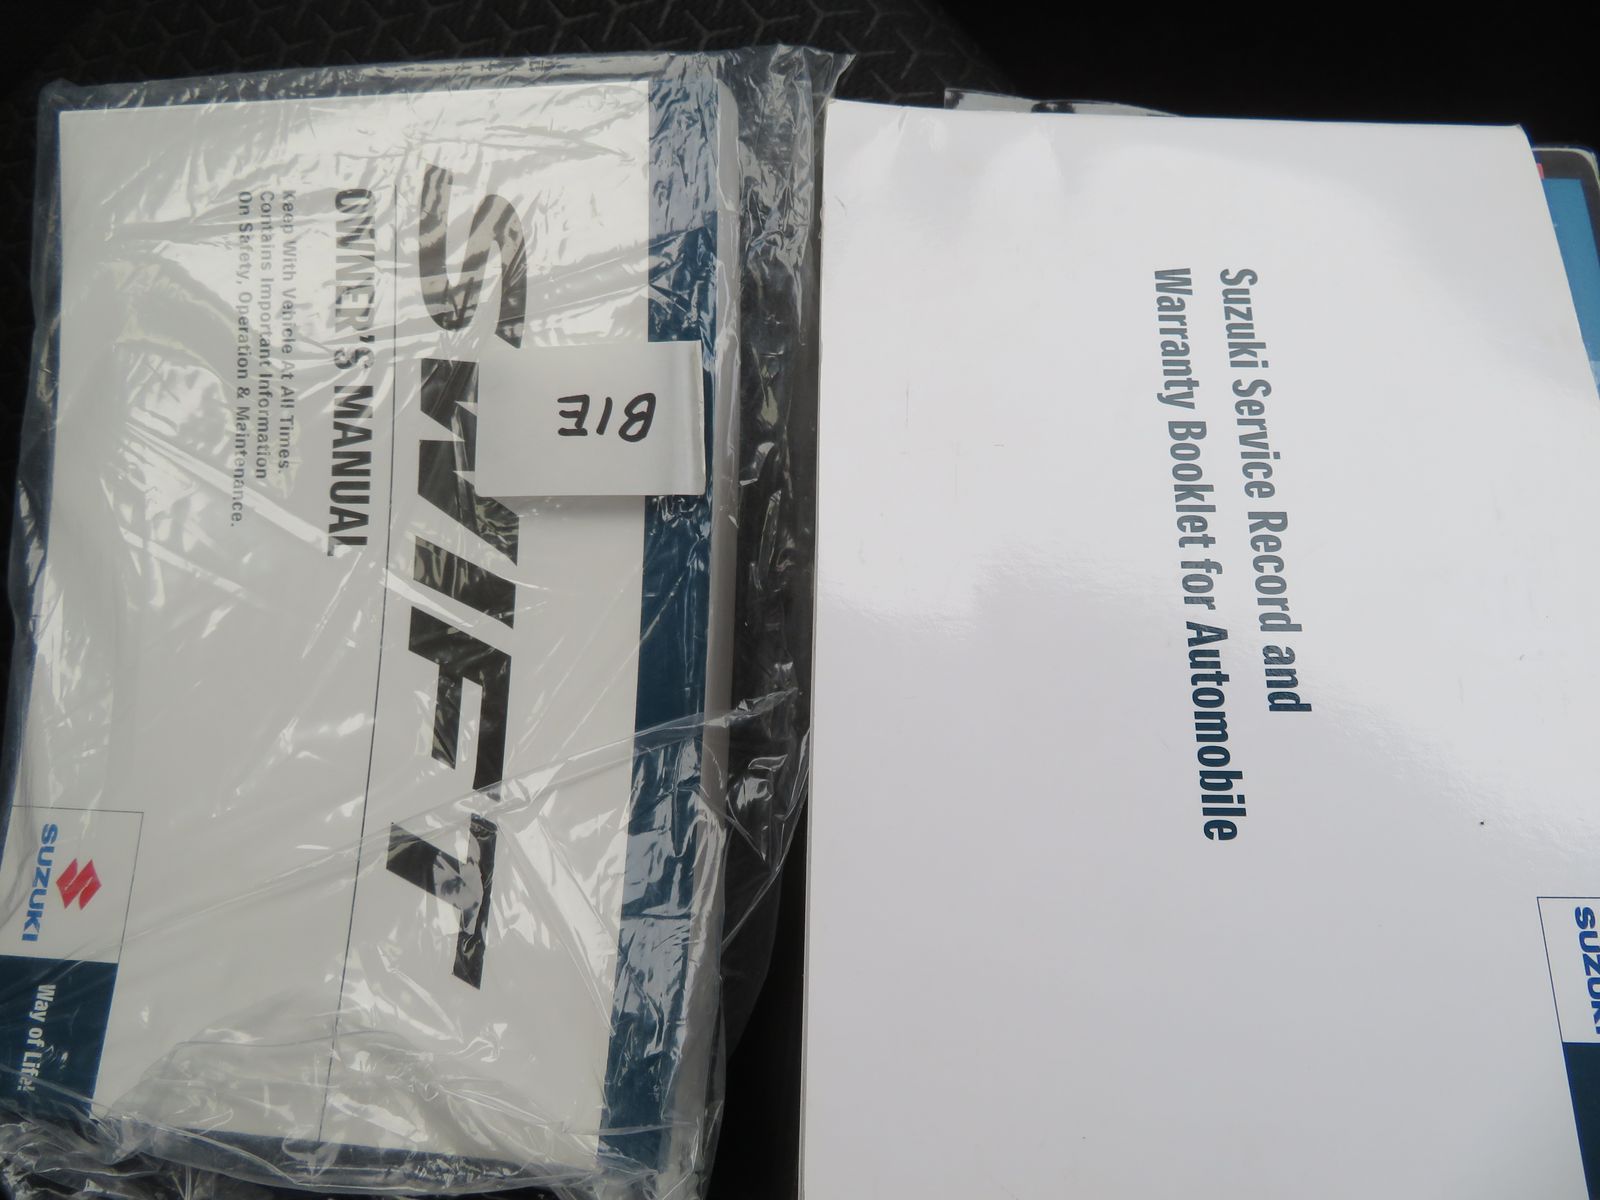 SWIFT
OWNER'S MANUAL
Keep With Vehicle At All Times.
Contains Important Information
On Safety, Operation & Maintenance.
SUZUKI
Way of Life!
BIE
Suzuki Service Record and
Warranty Booklet for Automobile
SUZUKI